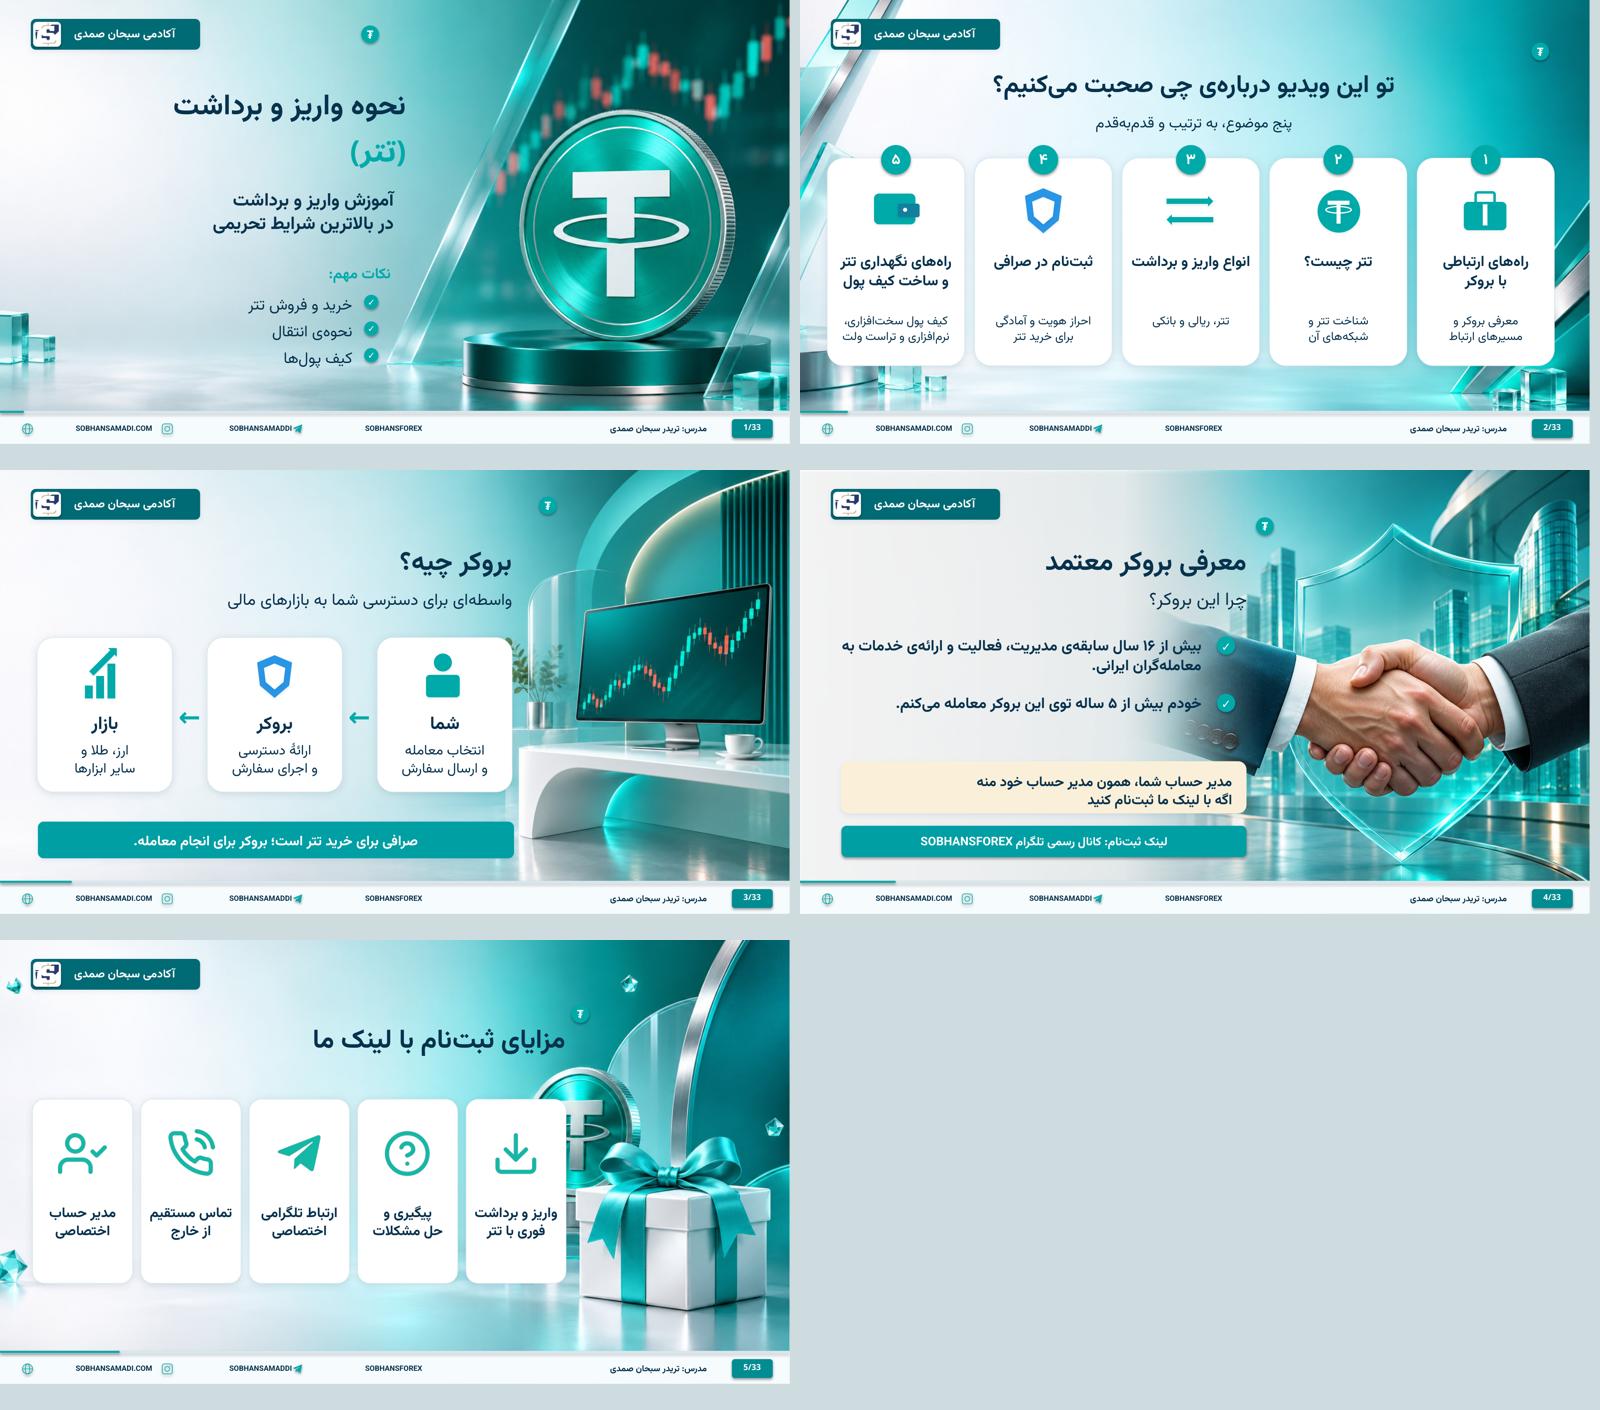 آکادمی سبحان صمدی
نحوه واریز و برداشت
(تتر)
آموزش واریز و برداشت
در بالاترین شرایط تحریمی
نکات مهم:
خرید و فروش تتر
نحوه‌ی انتقال
کیف پول‌ها
SOBHANSAMADI.COM
SOBHANSAMADDI
SOBHANSFOREX
مدرس: تریدر سبحان صمدی
1/33
آکادمی سبحان صمدی
تو این ویدیو درباره‌ی چی صحبت می‌کنیم؟
پنج موضوع، به ترتیب و قدم‌به‌قدم
۱
راه‌های ارتباطی
با بروکر
معرفی بروکر و
مسیرهای ارتباط
۲
تتر چیست؟
شناخت تتر و
شبکه‌های آن
۳
انواع واریز و برداشت
تتر، ریالی و بانکی
۴
ثبت‌نام در صرافی
احراز هویت و آمادگی
برای خرید تتر
۵
راه‌های نگهداری تتر
و ساخت کیف پول
کیف پول سخت‌افزاری،
نرم‌افزاری و تراست ولت
SOBHANSAMADI.COM
SOBHANSAMADDI
SOBHANSFOREX
مدرس: تریدر سبحان صمدی
2/33
آکادمی سبحان صمدی
بروکر چیه؟
واسطه‌ای برای دسترسی شما به بازارهای مالی
شما
انتخاب معامله
و ارسال سفارش
بروکر
ارائهٔ دسترسی
و اجرای سفارش
بازار
ارز، طلا و
سایر ابزارها
صرافی برای خرید تتر است؛ بروکر برای انجام معامله.
SOBHANSAMADI.COM
SOBHANSAMADDI
SOBHANSFOREX
مدرس: تریدر سبحان صمدی
3/33
آکادمی سبحان صمدی
معرفی بروکر معتمد
چرا این بروکر؟
بیش از ۱۶ سال سابقه‌ی مدیریت، فعالیت و ارائه‌ی خدمات به
معامله‌گران ایرانی.
خودم بیش از ۵ ساله توی این بروکر معامله می‌کنم.
مدیر حساب شما، همون مدیر حساب خود منه
اگه با لینک ما ثبت‌نام کنید
لینک ثبت‌نام: کانال رسمی تلگرام SOBHANSFOREX
SOBHANSAMADI.COM
SOBHANSAMADDI
SOBHANSFOREX
مدرس: تریدر سبحان صمدی
4/33
آکادمی سبحان صمدی
مزایای ثبت‌نام با لینک ما
واریز و برداشت
فوری با تتر
پیگیری و
حل مشکلات
ارتباط تلگرامی
اختصاصی
تماس مستقیم
از خارج
مدیر حساب
اختصاصی
SOBHANSAMADI.COM
SOBHANSAMADDI
SOBHANSFOREX
مدرس: تریدر سبحان صمدی
5/33